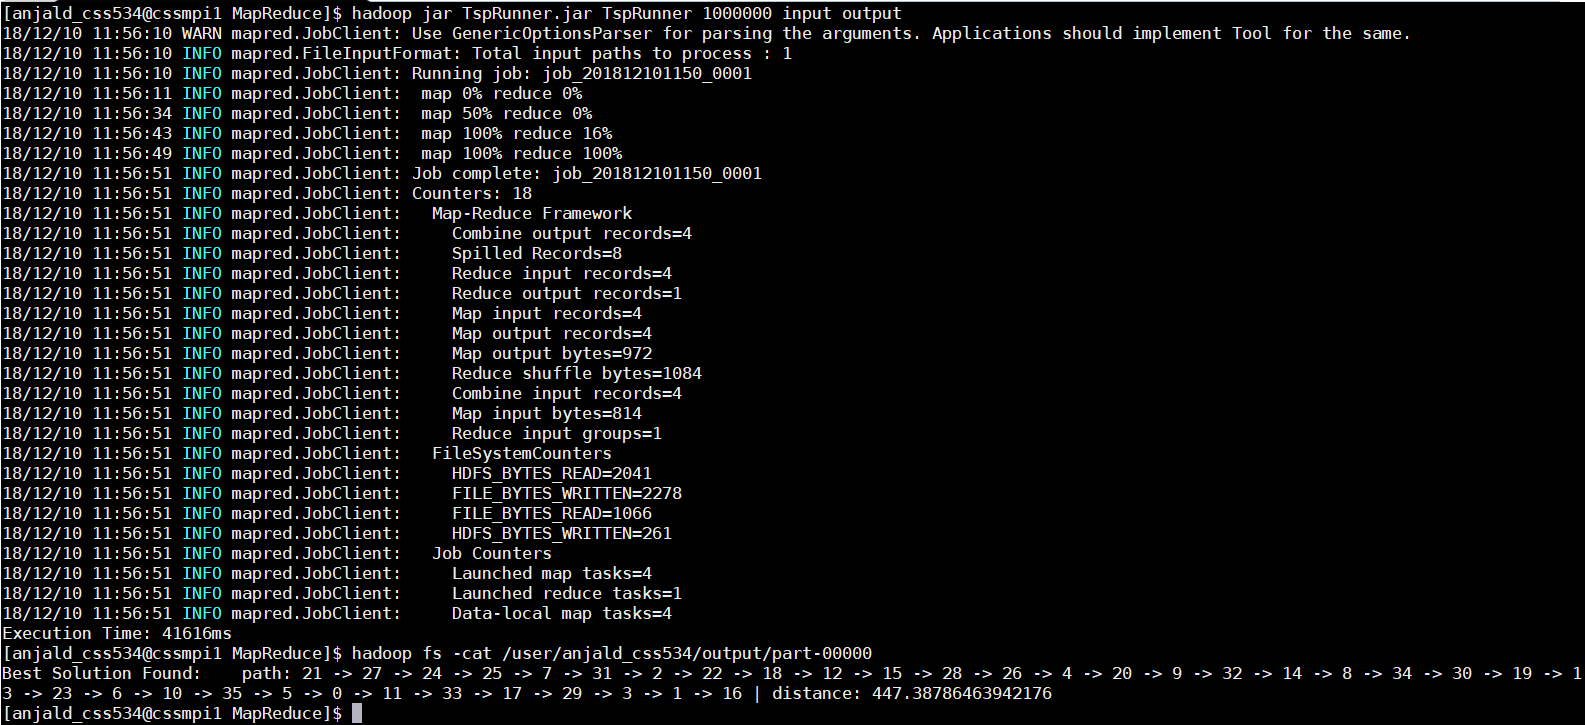 [anjald_css534@cssmpi1 MapReduce]$ hadoop jar TspRunner.jar TspRunner 1000000 input output
18/12/10 11:56:10 WARN mapred.JobClient: Use GenericOptionsParser for parsing the arguments. Applications should implement Tool for the same.
18/12/10 11:56:10 INFO mapred.FileInputFormat: Total input paths to process : 1
18/12/10 11:56:10 INFO mapred.JobClient: Running job: job_201812101150_0001
18/12/10 11:56:11 INFO mapred.JobClient:  map 0% reduce 0%
18/12/10 11:56:34 INFO mapred.JobClient:  map 50% reduce 0%
18/12/10 11:56:43 INFO mapred.JobClient:  map 100% reduce 16%
18/12/10 11:56:49 INFO mapred.JobClient:  map 100% reduce 100%
18/12/10 11:56:51 INFO mapred.JobClient: Job complete: job_201812101150_0001
18/12/10 11:56:51 INFO mapred.JobClient: Counters: 18
18/12/10 11:56:51 INFO mapred.JobClient:   Map-Reduce Framework
18/12/10 11:56:51 INFO mapred.JobClient:     Combine output records=4
18/12/10 11:56:51 INFO mapred.JobClient:     Spilled Records=8
18/12/10 11:56:51 INFO mapred.JobClient:     Reduce input records=4
18/12/10 11:56:51 INFO mapred.JobClient:     Reduce output records=1
18/12/10 11:56:51 INFO mapred.JobClient:     Map input records=4
18/12/10 11:56:51 INFO mapred.JobClient:     Map output records=4
18/12/10 11:56:51 INFO mapred.JobClient:     Map output bytes=972
18/12/10 11:56:51 INFO mapred.JobClient:     Reduce shuffle bytes=1084
18/12/10 11:56:51 INFO mapred.JobClient:     Combine input records=4
18/12/10 11:56:51 INFO mapred.JobClient:     Map input bytes=814
18/12/10 11:56:51 INFO mapred.JobClient:     Reduce input groups=1
18/12/10 11:56:51 INFO mapred.JobClient:   FileSystemCounters
18/12/10 11:56:51 INFO mapred.JobClient:     HDFS_BYTES_READ=2041
18/12/10 11:56:51 INFO mapred.JobClient:     FILE_BYTES_WRITTEN=2278
18/12/10 11:56:51 INFO mapred.JobClient:     FILE_BYTES_READ=1066
18/12/10 11:56:51 INFO mapred.JobClient:     HDFS_BYTES_WRITTEN=261
18/12/10 11:56:51 INFO mapred.JobClient:   Job Counters
18/12/10 11:56:51 INFO mapred.JobClient:     Launched map tasks=4
18/12/10 11:56:51 INFO mapred.JobClient:     Launched reduce tasks=1
18/12/10 11:56:51 INFO mapred.JobClient:     Data-local map tasks=4
Execution Time: 41616ms
[anjald_css534@cssmpi1 MapReduce]$ hadoop fs -cat /user/anjald_css534/output/part-00000
Best Solution Found:    path: 21 -> 27 -> 24 -> 25 -> 7 -> 31 -> 2 -> 22 -> 18 -> 12 -> 15 -> 28 -> 26 -> 4 -> 20 -> 9 -> 32 -> 14 -> 8 -> 34 -> 30 -> 19 -> 1
3 -> 23 -> 6 -> 10 -> 35 -> 5 -> 0 -> 11 -> 33 -> 17 -> 29 -> 3 -> 1 -> 16 | distance: 447.38786463942176
[anjald_css534@cssmpi1 MapReduce]$